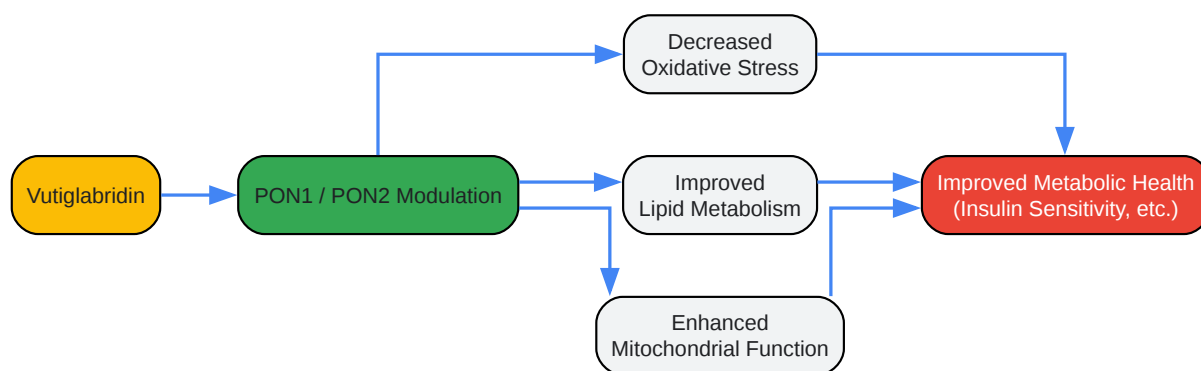 Decreased
Oxidative Stress
Vutiglabridin
PON1 / PON2 Modulation
Improved
Lipid Metabolism
Improved Metabolic Health
(Insulin Sensitivity, etc.)
Enhanced
Mitochondrial Function